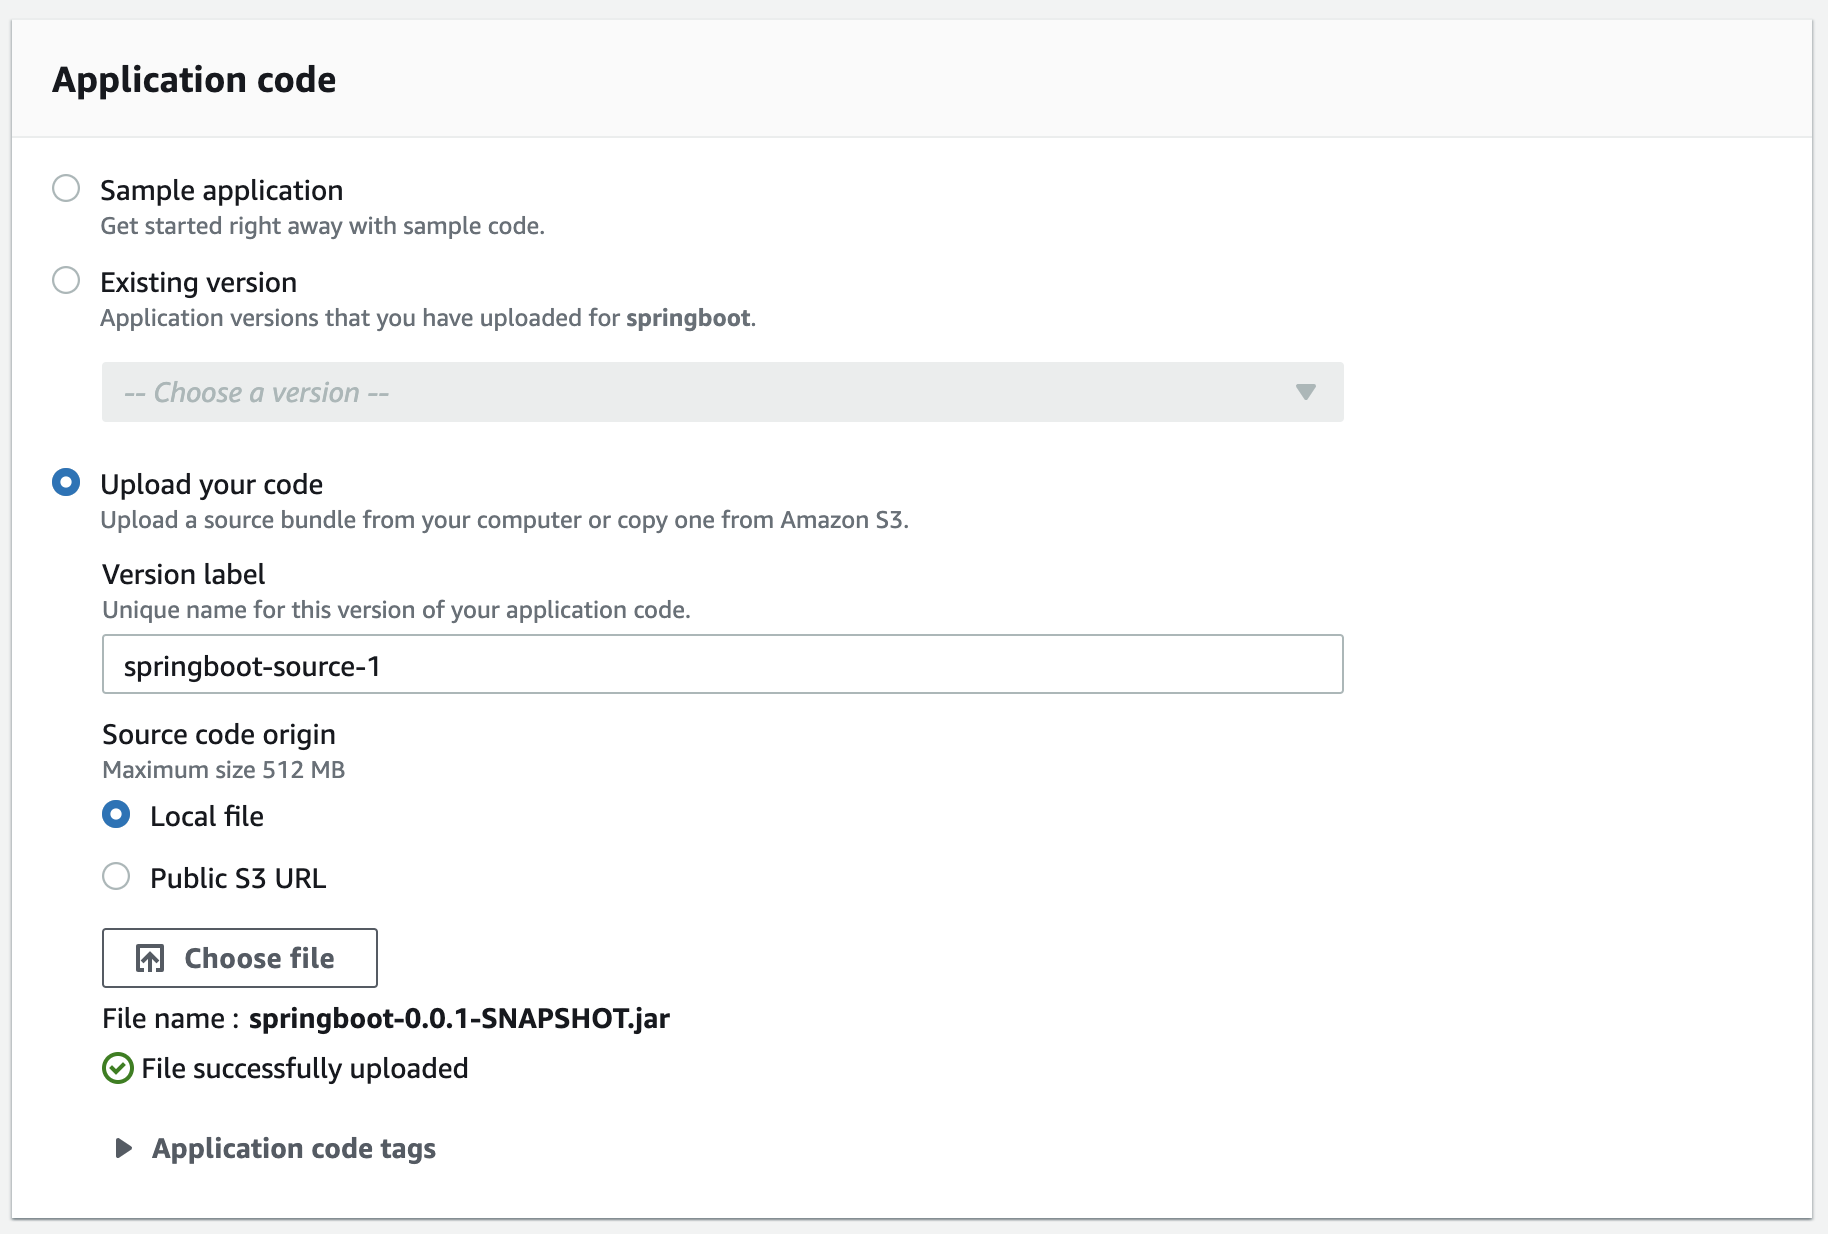 Application code
Sample application
Get started right away with sample code.
Existing version
Application versions that you have uploaded for springboot.
-- Choose a version --
Upload your code
Upload a source bundle from your computer or copy one from Amazon S3.
Version label
Unique name for this version of your application code.
springboot-source-1
Source code origin
Maximum size 512 MB
Local file
Public S3 URL
Choose file
File name : springboot-0.0.1-SNAPSHOT.jar
File successfully uploaded
Application code tags